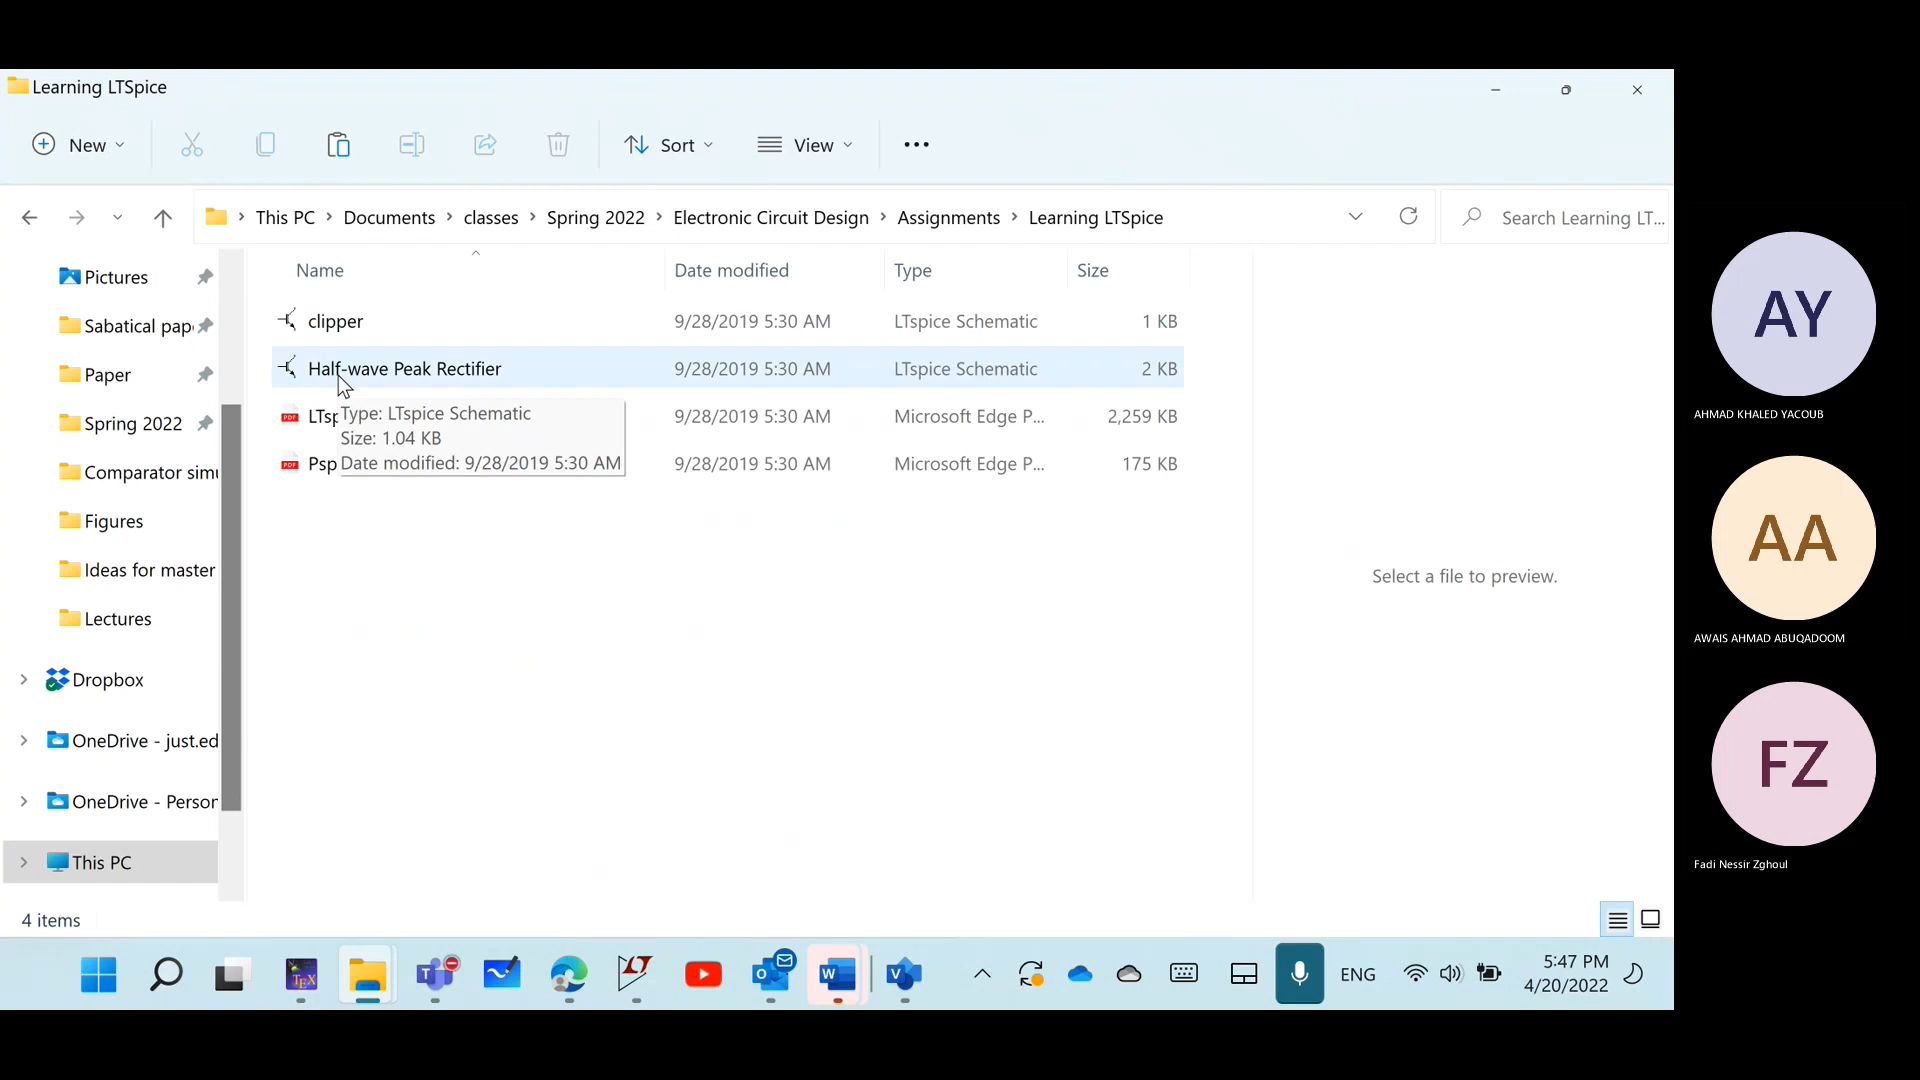 Learning LTSpice
New
Sort
View
This PC
Documents
classes
Spring 2022
Electronic Circuit Design
Assignments
Learning LTSpice
Search Learning LT...
Name
Date modified
Type
Size
clipper
9/28/2019 5:30 AM
LTspice Schematic
1 KB
Half-wave Peak Rectifier
9/28/2019 5:30 AM
LTspice Schematic
2 KB
LTsp
9/28/2019 5:30 AM
Microsoft Edge P...
2,259 KB
Psp
9/28/2019 5:30 AM
Microsoft Edge P...
175 KB
Type: LTspice Schematic
Size: 1.04 KB
Date modified: 9/28/2019 5:30 AM
Pictures
Sabatical pap
Paper
Spring 2022
Comparator simu
Figures
Ideas for master
Lectures
Dropbox
OneDrive - just.ed
OneDrive - Person
This PC
Select a file to preview.
4 items
ENG
5:47 PM
4/20/2022
AY
AHMAD KHALED YACOUB
AA
AWAIS AHMAD ABUQADOOM
FZ
Fadi Nessir Zghoul